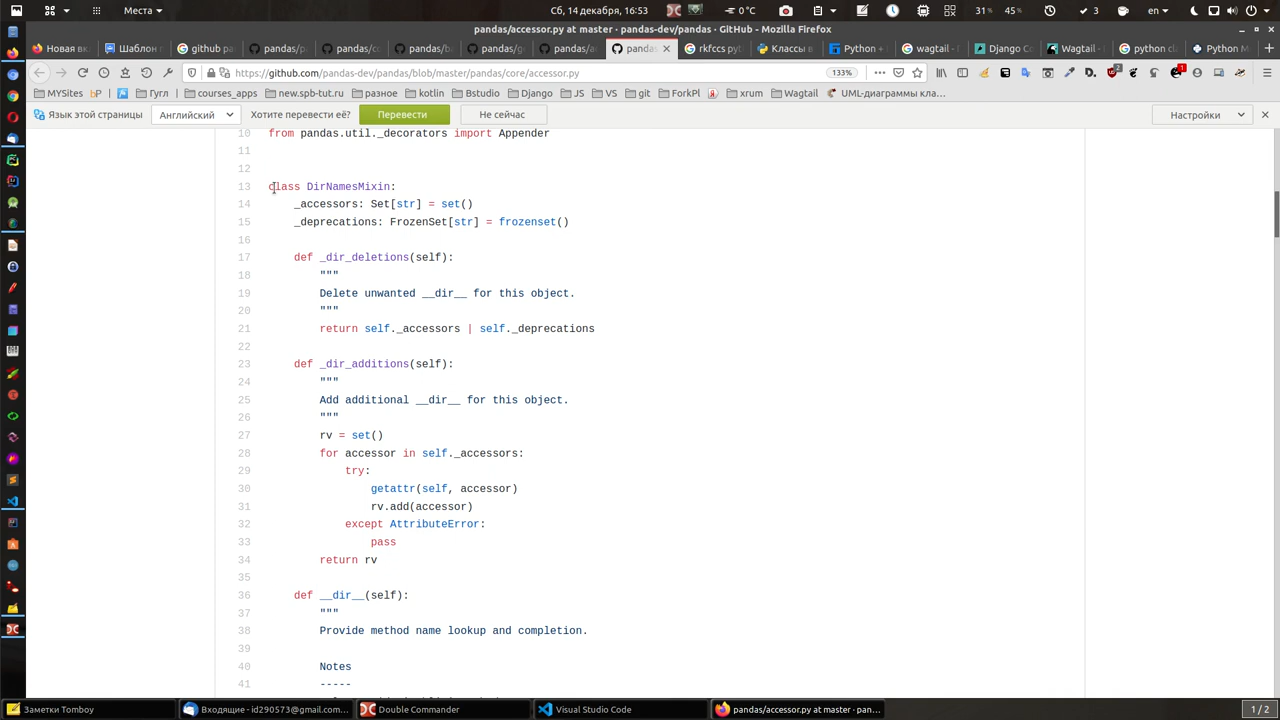 Места
Сб, 14 декабря, 16:53
0°C
31%
45%
en
pandas/accessor.py at master · pandas-dev/pandas · GitHub - Mozilla Firefox
Новая вк
Шаблон г
github pa
pandas/p
pandas/c
pandas/b
pandas/g
pandas/a
panda
rkfccs pyt
Классы в
Python +
wagtail -
Django Co
Wagtail -
python cla
Python M
https://github.com/pandas-dev/pandas/blob/master/pandas/core/accessor.py
133%
MYSites
bP
Гугл
courses_apps
new.spb-tut.ru
разное
kotlin
Bstudio
Django
JS
VS
git
ForkPl
xrum
Wagtail
UML-диаграммы кла...
Язык этой страницы
Английский
Хотите перевести её?
Перевести
Не сейчас
Настройки
10 from pandas.util._decorators import Appender
11
12
13 class DirNamesMixin:
14 _accessors: Set[str] = set()
15 _deprecations: FrozenSet[str] = frozenset()
16
17 def _dir_deletions(self):
18 """
19 Delete unwanted __dir__ for this object.
20 """
21 return self._accessors | self._deprecations
22
23 def _dir_additions(self):
24 """
25 Add additional __dir__ for this object.
26 """
27 rv = set()
28 for accessor in self._accessors:
29 try:
30 getattr(self, accessor)
31 rv.add(accessor)
32 except AttributeError:
33 pass
34 return rv
35
36 def __dir__(self):
37 """
38 Provide method name lookup and completion.
39
40 Notes
41 -----
Заметки Tomboy
Входящие - id290573@gmail.com...
Double Commander
Visual Studio Code
pandas/accessor.py at master · pan...
1 / 2